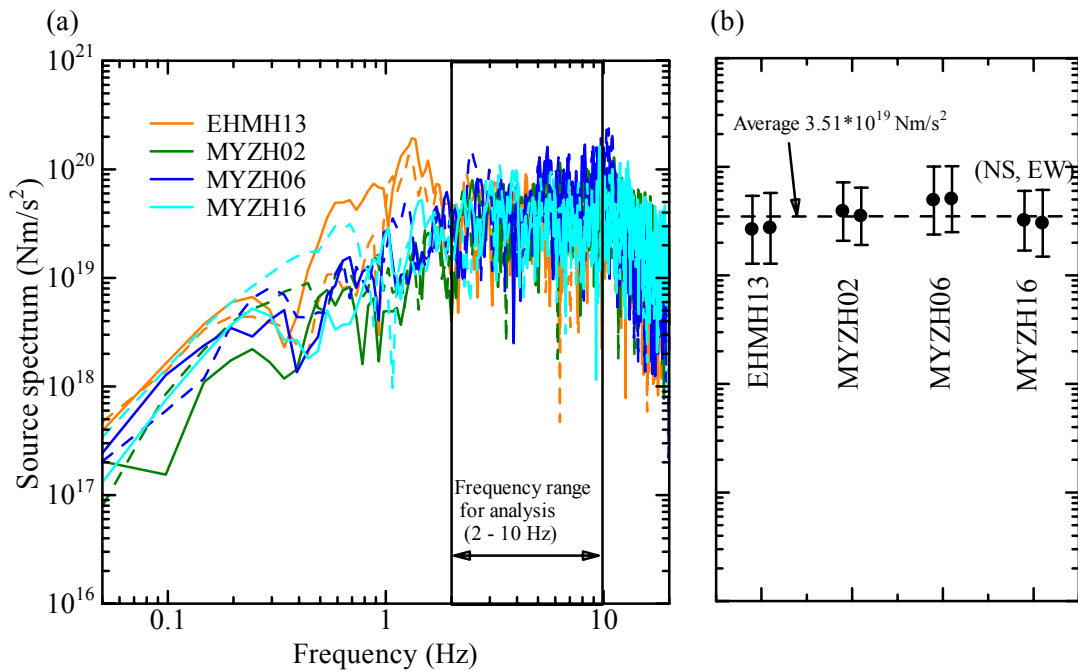 (a)
10^21
10^20
10^19
10^18
10^17
10^16
Source spectrum (Nm/s^2)
EHMH13
MYZH02
MYZH06
MYZH16
Frequency range
for analysis
(2 - 10 Hz)
0.1
1
10
Frequency (Hz)
(b)
Average 3.51*10^19 Nm/s^2
(NS, EW)
EHMH13
MYZH02
MYZH06
MYZH16